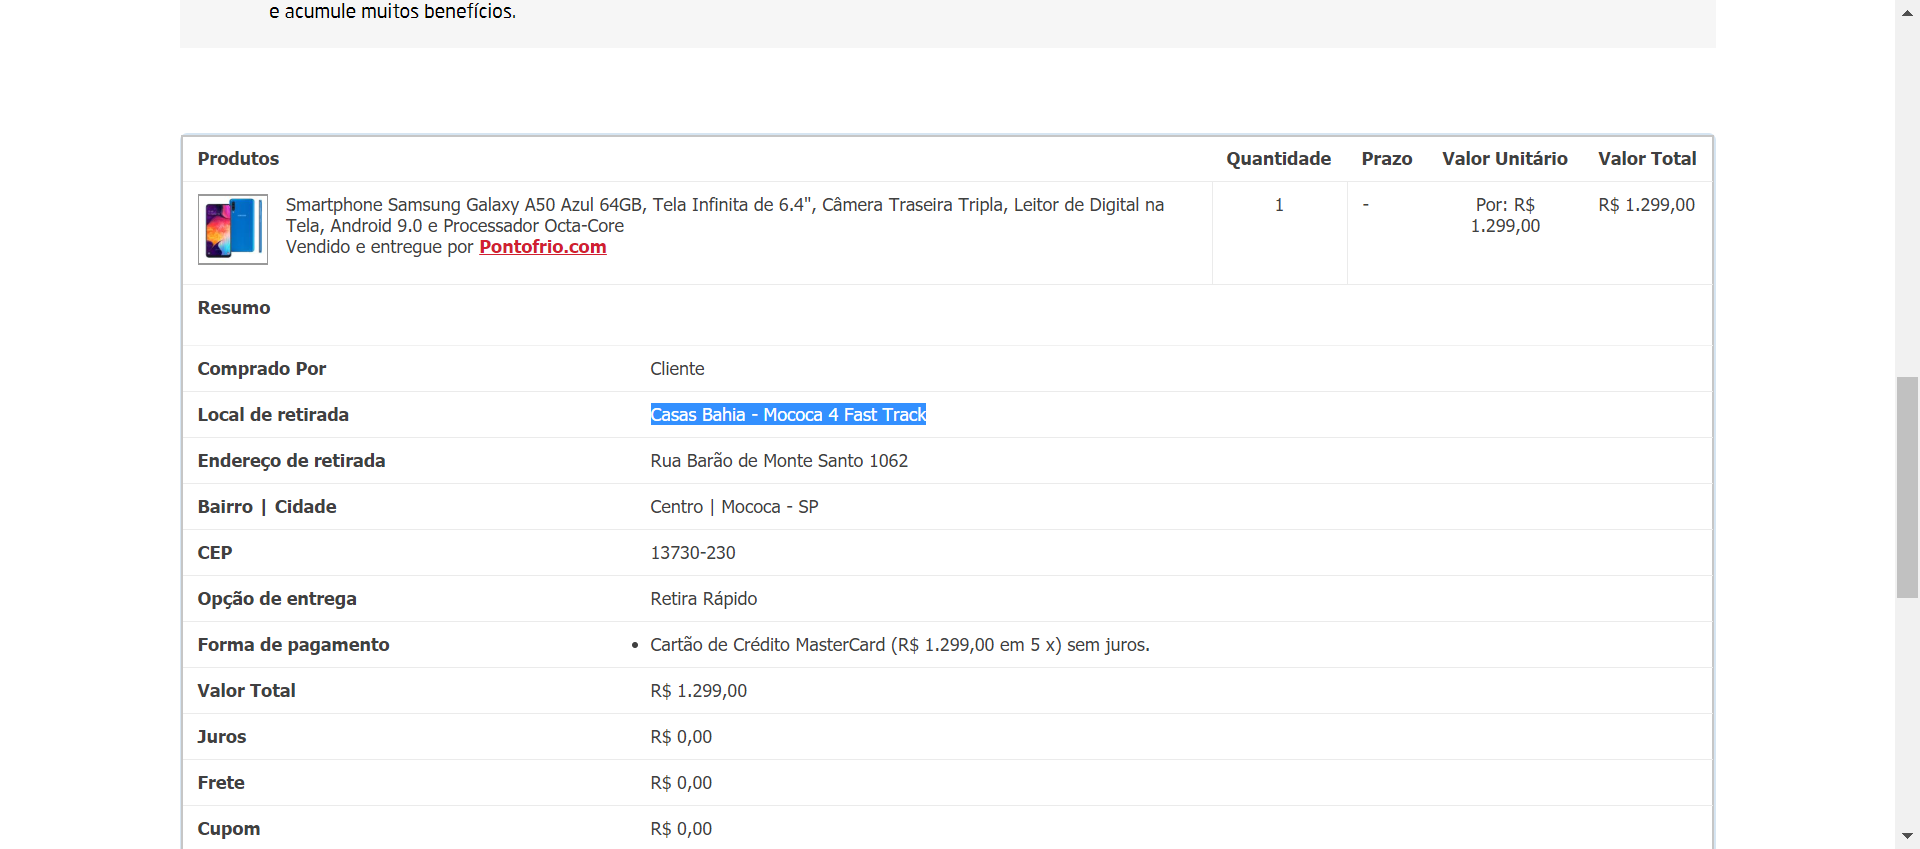 e acumule muitos benefícios.
Produtos Quantidade Prazo Valor Unitário Valor Total
Smartphone Samsung Galaxy A50 Azul 64GB, Tela Infinita de 6.4", Câmera Traseira Tripla, Leitor de Digital na 1 - Por: R$ R$ 1.299,00
Tela, Android 9.0 e Processador Octa-Core 1.299,00
Vendido e entregue por Pontofrio.com
Resumo
Comprado Por Cliente
Local de retirada Casas Bahia - Mococa 4 Fast Track
Endereço de retirada Rua Barão de Monte Santo 1062
Bairro | Cidade Centro | Mococa - SP
CEP 13730-230
Opção de entrega Retira Rápido
Forma de pagamento • Cartão de Crédito MasterCard (R$ 1.299,00 em 5 x) sem juros.
Valor Total R$ 1.299,00
Juros R$ 0,00
Frete R$ 0,00
Cupom R$ 0,00